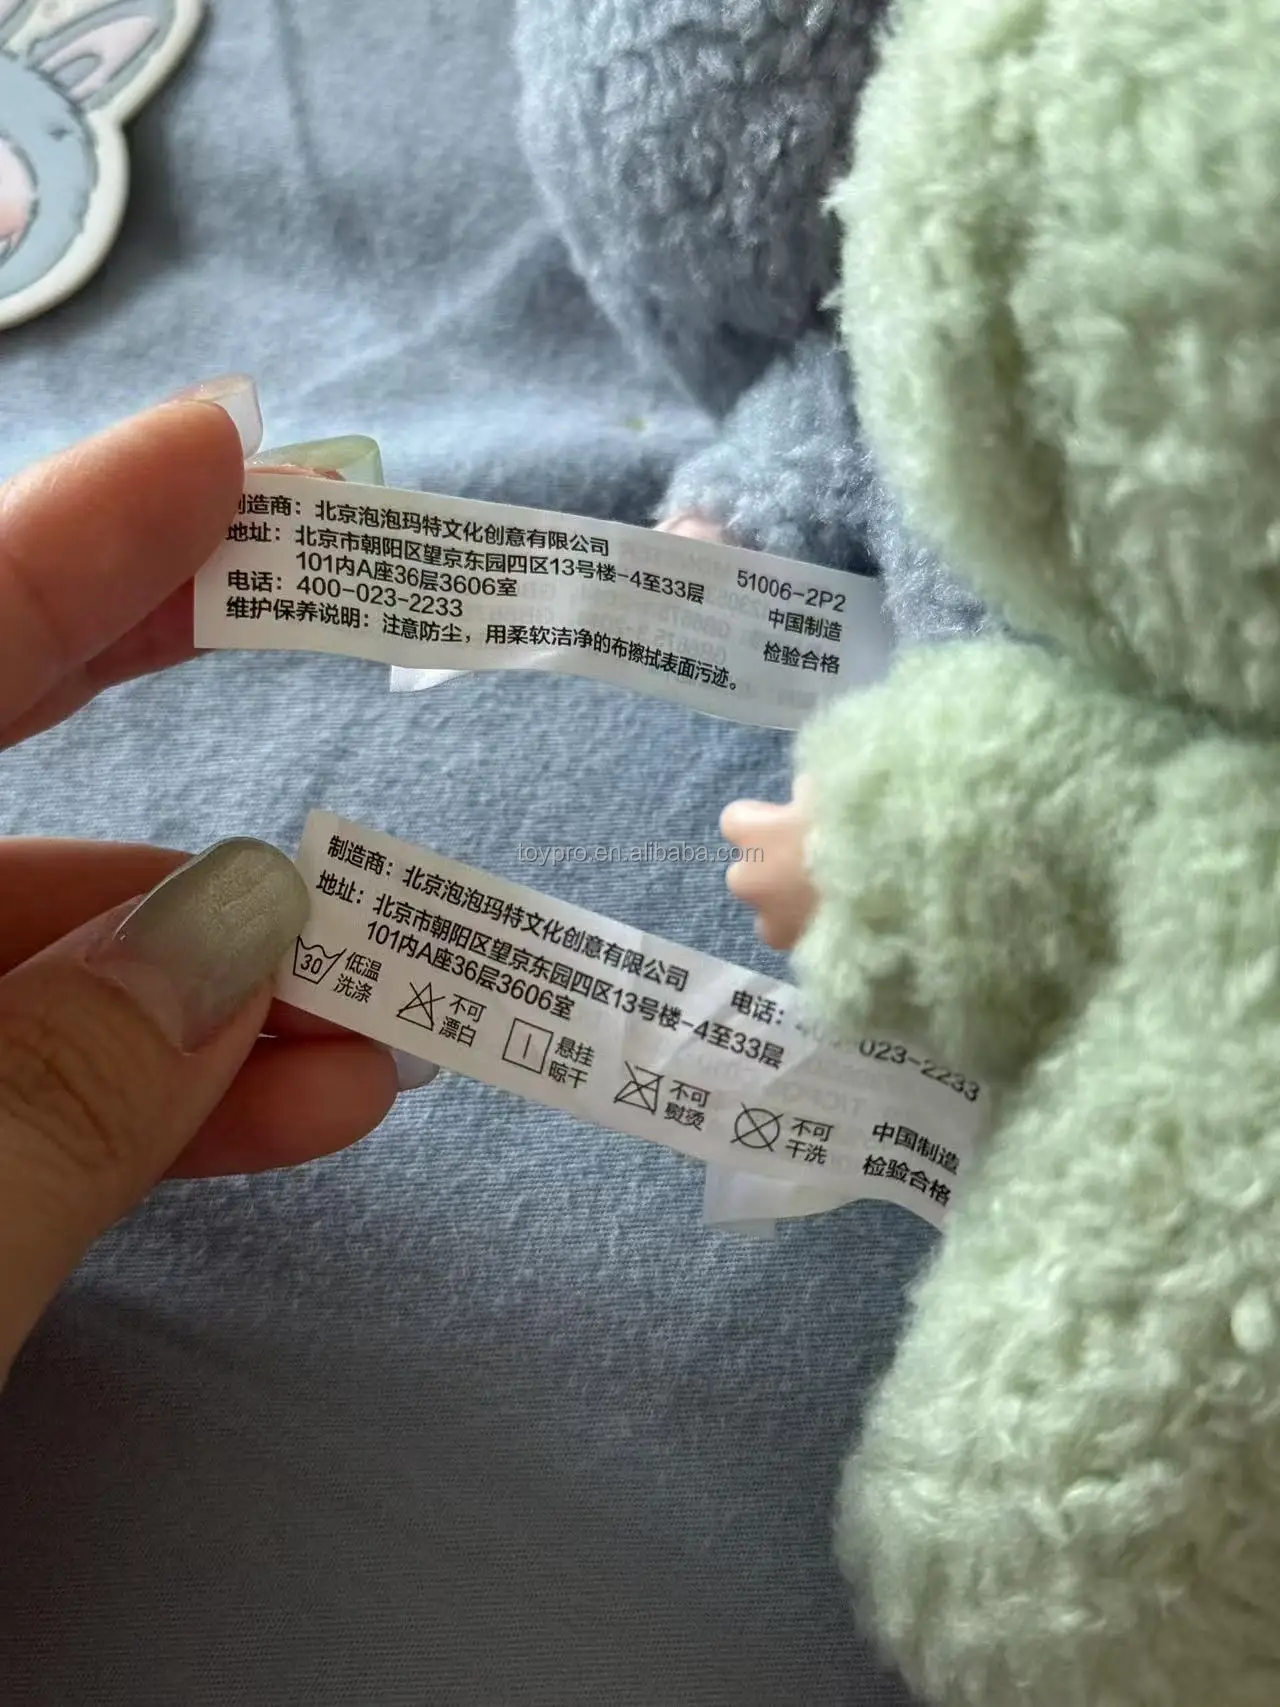 制造商：北京泡泡玛特文化创意有限公司
地址：北京市朝阳区望京东园四区13号楼-4至33层
101内A座36层3606室
电话：400-023-2233
维护保养说明：注意防尘，用柔软洁净的布擦拭表面污迹。
51006-2P2
中国制造
检验合格
toypro.en.alibaba.com
制造商：北京泡泡玛特文化创意有限公司
地址：北京市朝阳区望京东园四区13号楼-4至33层
101内A座36层3606室
电话：400-023-2233
30 低温
洗涤
不可
漂白
悬挂
晾干
不可
熨烫
不可
干洗
中国制造
检验合格